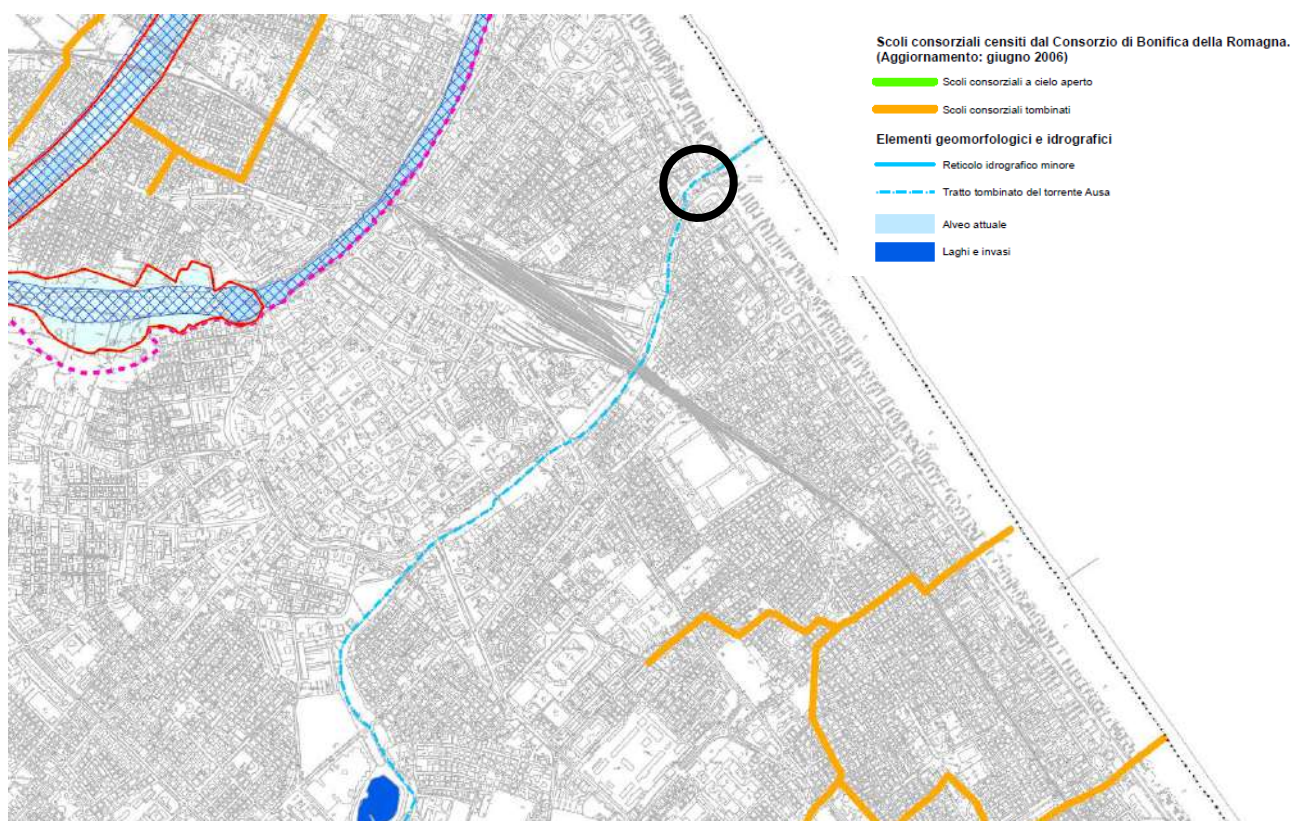 Scoli consorziali censiti dal Consorzio di Bonifica della Romagna.
(Aggiornamento: giugno 2006)
Scoli consorziali a cielo aperto
Scoli consorziali tombinati
Elementi geomorfologici e idrografici
Reticolo idrografico minore
Tratto tombinato del torrente Ausa
Alveo attuale
Laghi e invasi